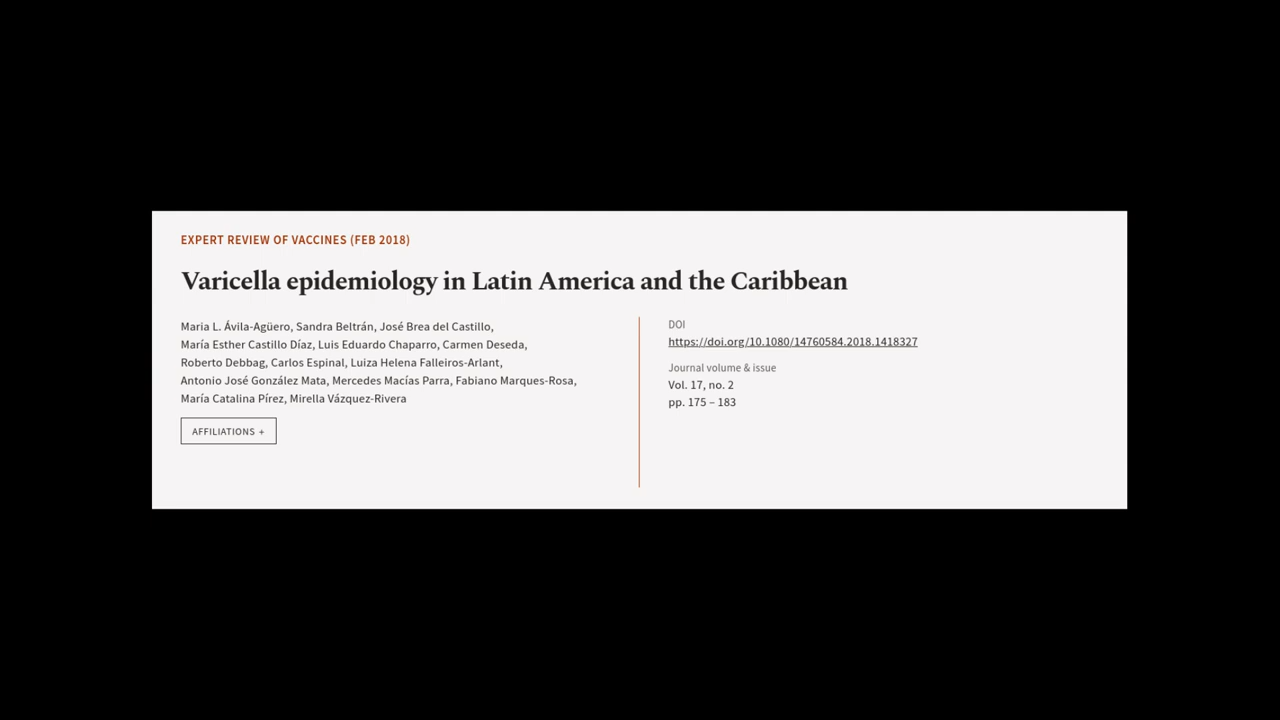 EXPERT REVIEW OF VACCINES (FEB 2018)
Varicella epidemiology in Latin America and the Caribbean
Maria L. Ávila-Agüero, Sandra Beltrán, José Brea del Castillo,
María Esther Castillo Díaz, Luis Eduardo Chaparro, Carmen Deseda,
Roberto Debbag, Carlos Espinal, Luiza Helena Falleiros-Arlant,
Antonio José González Mata, Mercedes Macías Parra, Fabiano Marques-Rosa,
María Catalina Pírez, Mirella Vázquez-Rivera
AFFILIATIONS +
DOI
https://doi.org/10.1080/14760584.2018.1418327
Journal volume & issue
Vol. 17, no. 2
pp. 175 – 183